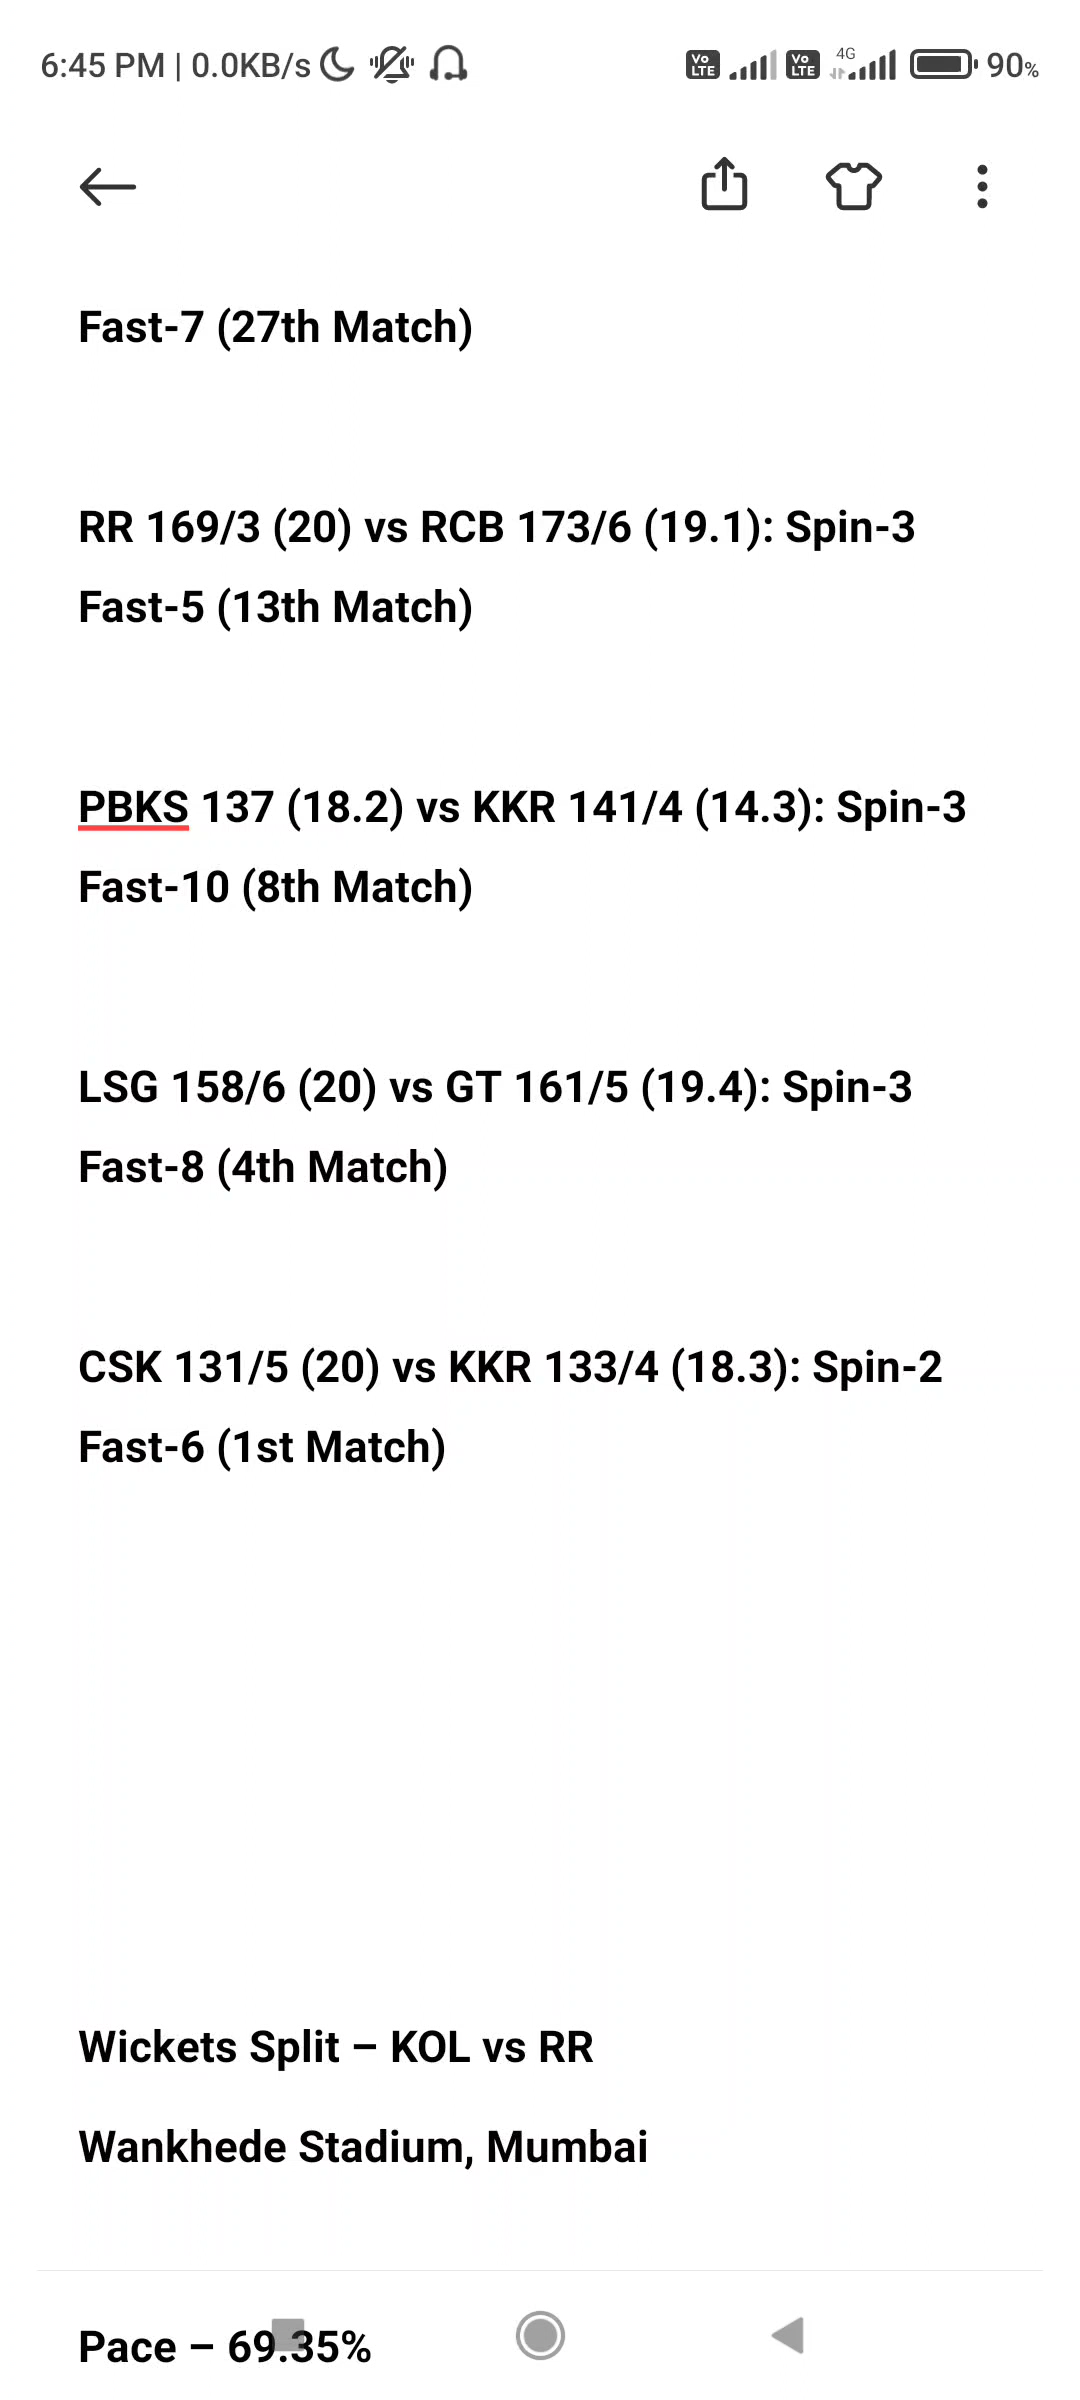 6:45 PM | 0.0KB/s Vo LTE Vo LTE 4G 90%
Fast-7 (27th Match)
RR 169/3 (20) vs RCB 173/6 (19.1): Spin-3
Fast-5 (13th Match)
PBKS 137 (18.2) vs KKR 141/4 (14.3): Spin-3
Fast-10 (8th Match)
LSG 158/6 (20) vs GT 161/5 (19.4): Spin-3
Fast-8 (4th Match)
CSK 131/5 (20) vs KKR 133/4 (18.3): Spin-2
Fast-6 (1st Match)
Wickets Split – KOL vs RR
Wankhede Stadium, Mumbai
Pace – 69.35%